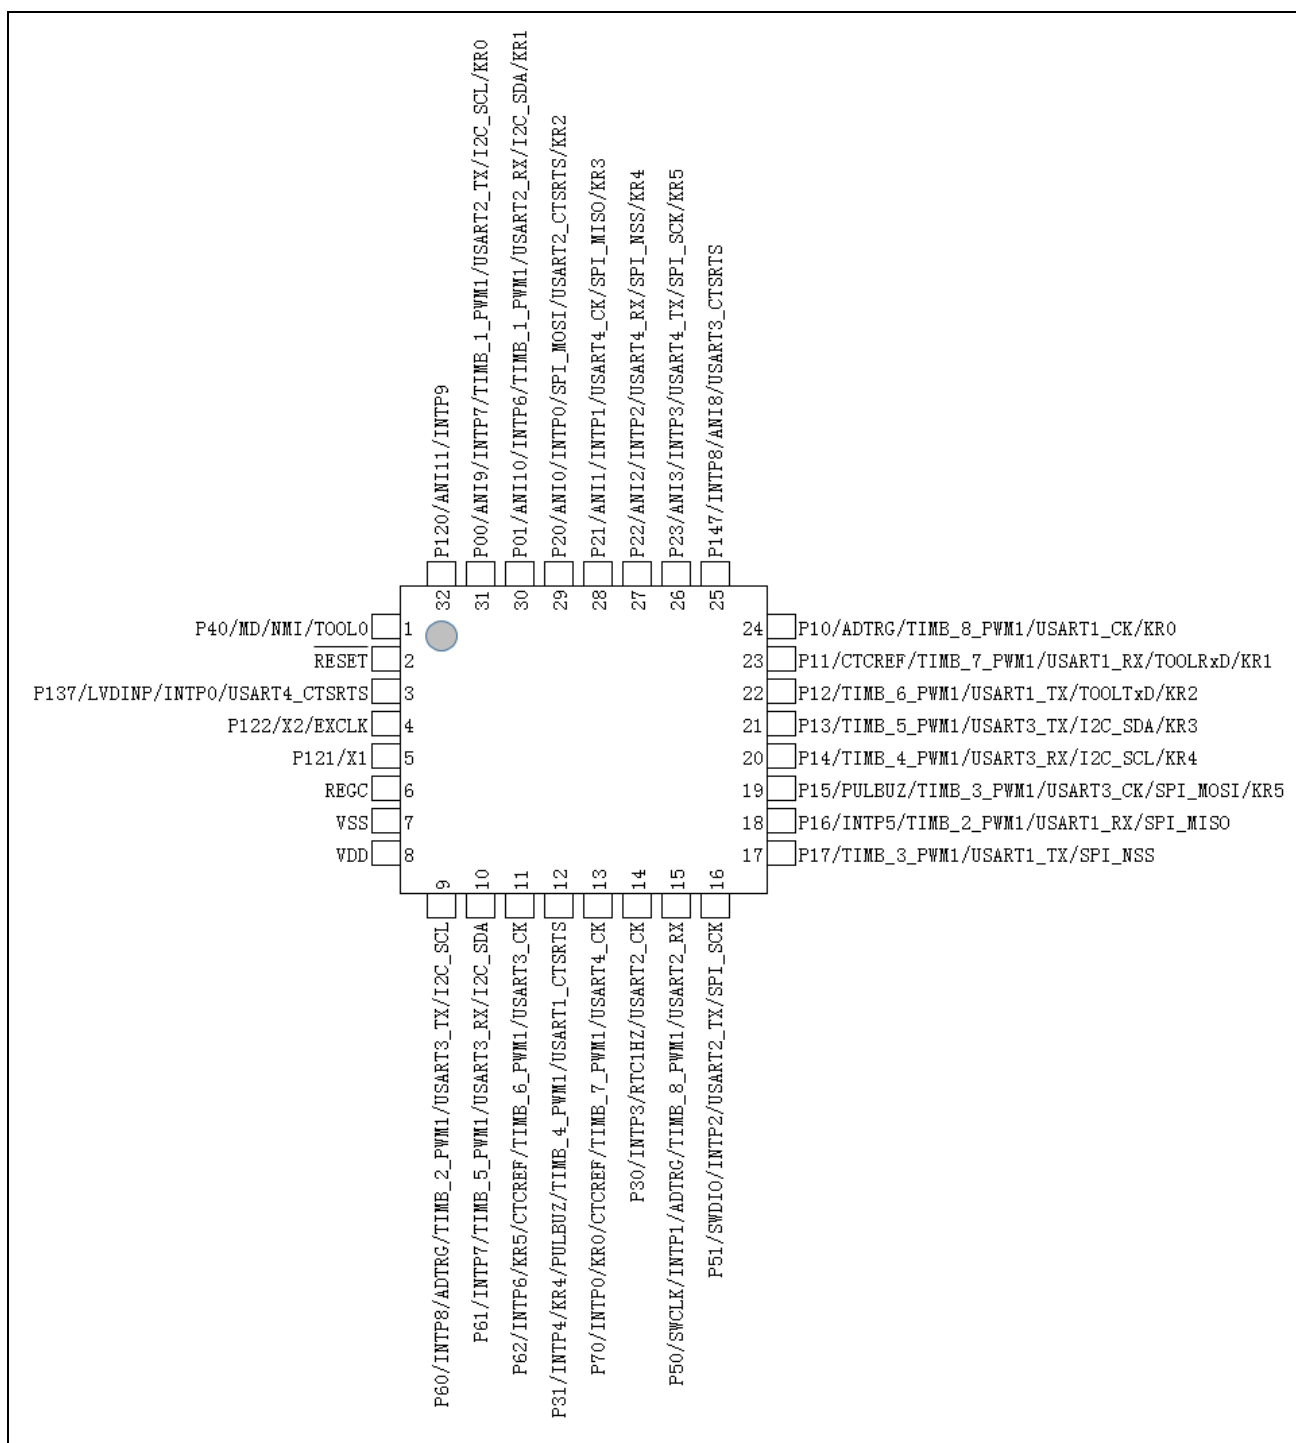 P120/ANI11/INTP9
P00/ANI9/INTP7/TIMB_1_PWM1/USART2_TX/I2C_SCL/KR0
P01/ANI10/INTP6/TIMB_1_PWM1/USART2_RX/I2C_SDA/KR1
P20/ANI0/INTP0/SPI_MOSI/USART2_CTSRTS/KR2
P21/ANI1/INTP1/USART4_CK/SPI_MISO/KR3
P22/ANI2/INTP2/USART4_RX/SPI_NSS/KR4
P23/ANI3/INTP3/USART4_TX/SPI_SCK/KR5
P147/INTP8/ANI8/USART3_CTSRTS
32 31 30 29 28 27 26 25
P40/MD/NMI/TOOL0 1
RESET 2
P137/LVDINP/INTP0/USART4_CTSRTS 3
P122/X2/EXCLK 4
P121/X1 5
REGC 6
VSS 7
VDD 8
24 P10/ADTRG/TIMB_8_PWM1/USART1_CK/KR0
23 P11/CTCREF/TIMB_7_PWM1/USART1_RX/TOOLRxD/KR1
22 P12/TIMB_6_PWM1/USART1_TX/TOOLTxD/KR2
21 P13/TIMB_5_PWM1/USART3_TX/I2C_SDA/KR3
20 P14/TIMB_4_PWM1/USART3_RX/I2C_SCL/KR4
19 P15/PULBUZ/TIMB_3_PWM1/USART3_CK/SPI_MOSI/KR5
18 P16/INTP5/TIMB_2_PWM1/USART1_RX/SPI_MISO
17 P17/TIMB_3_PWM1/USART1_TX/SPI_NSS
9 10 11 12 13 14 15 16
P60/INTP8/ADTRG/TIMB_2_PWM1/USART3_TX/I2C_SCL
P61/INTP7/TIMB_5_PWM1/USART3_RX/I2C_SDA
P62/INTP6/KR5/CTCREF/TIMB_6_PWM1/USART3_CK
P31/INTP4/KR4/PULBUZ/TIMB_4_PWM1/USART1_CTSRTS
P70/INTP0/KR0/CTCREF/TIMB_7_PWM1/USART4_CK
P30/INTP3/RTC1HZ/USART2_CK
P50/SWCLK/INTP1/ADTRG/TIMB_8_PWM1/USART2_RX
P51/SWDIO/INTP2/USART2_TX/SPI_SCK